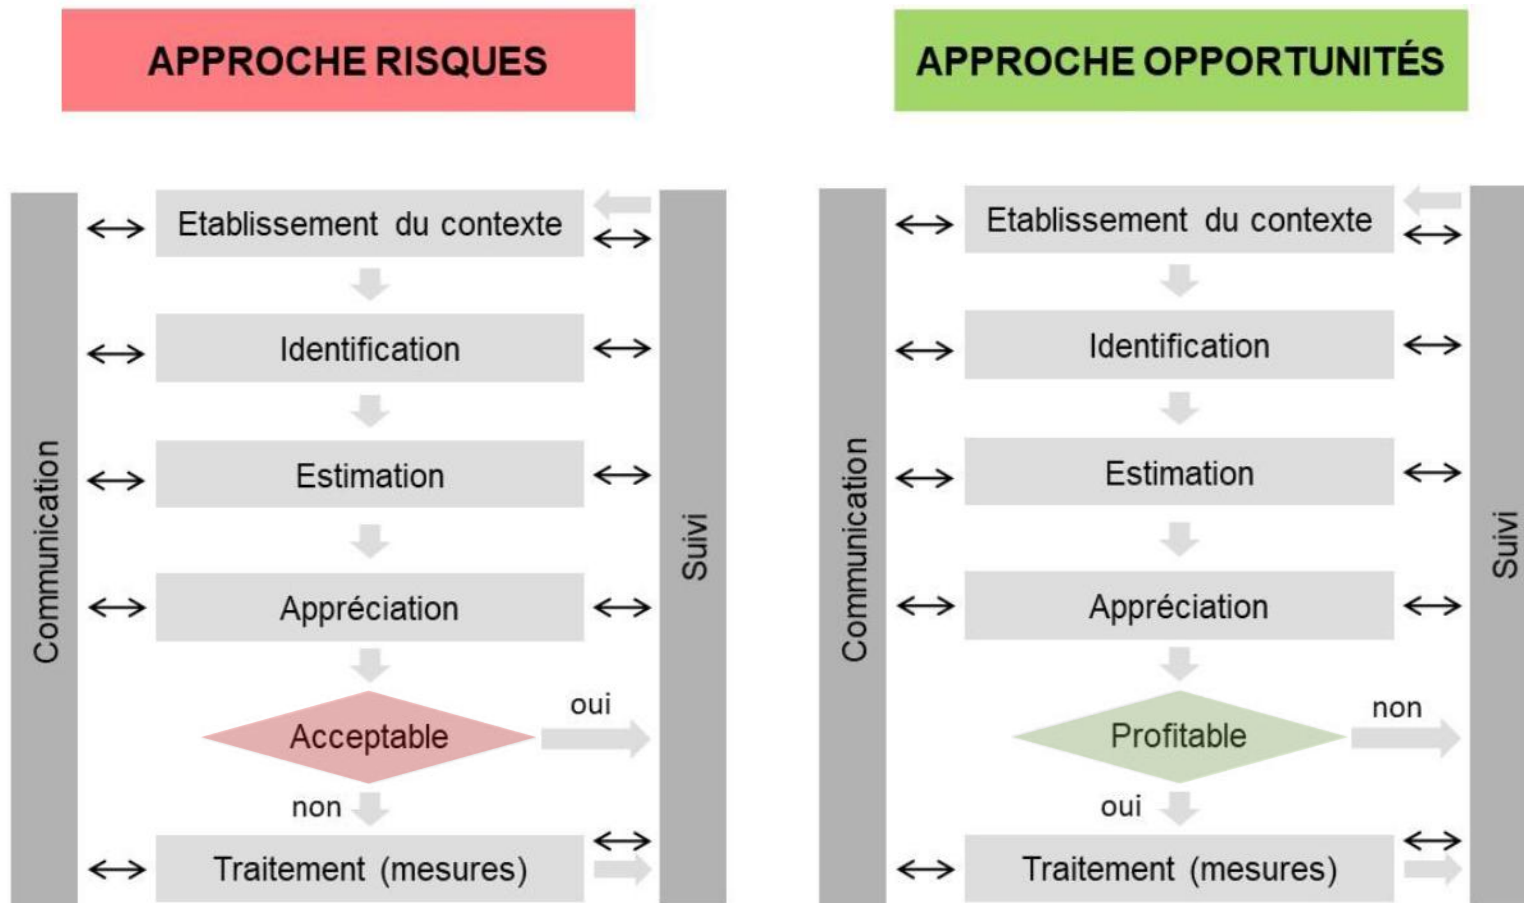 APPROCHE RISQUES
Communication
Etablissement du contexte
Identification
Estimation
Appréciation
Acceptable
oui
non
Traitement (mesures)
Suivi
APPROCHE OPPORTUNITÉS
Communication
Etablissement du contexte
Identification
Estimation
Appréciation
Profitable
non
oui
Traitement (mesures)
Suivi